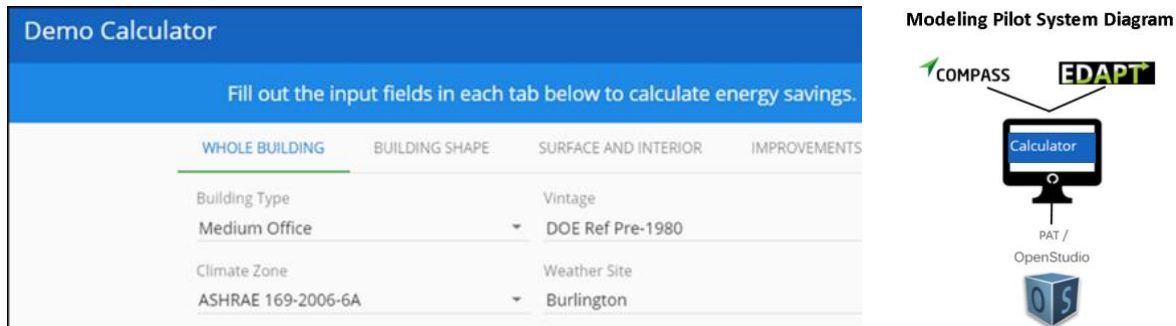 Demo Calculator
Fill out the input fields in each tab below to calculate energy savings.
WHOLE BUILDING BUILDING SHAPE SURFACE AND INTERIOR IMPROVEMENTS
Building Type Vintage
Medium Office DOE Ref Pre-1980
Climate Zone Weather Site
ASHRAE 169-2006-6A Burlington
Modeling Pilot System Diagram
COMPASS EDAPT
Calculator
PAT /
OpenStudio
OS